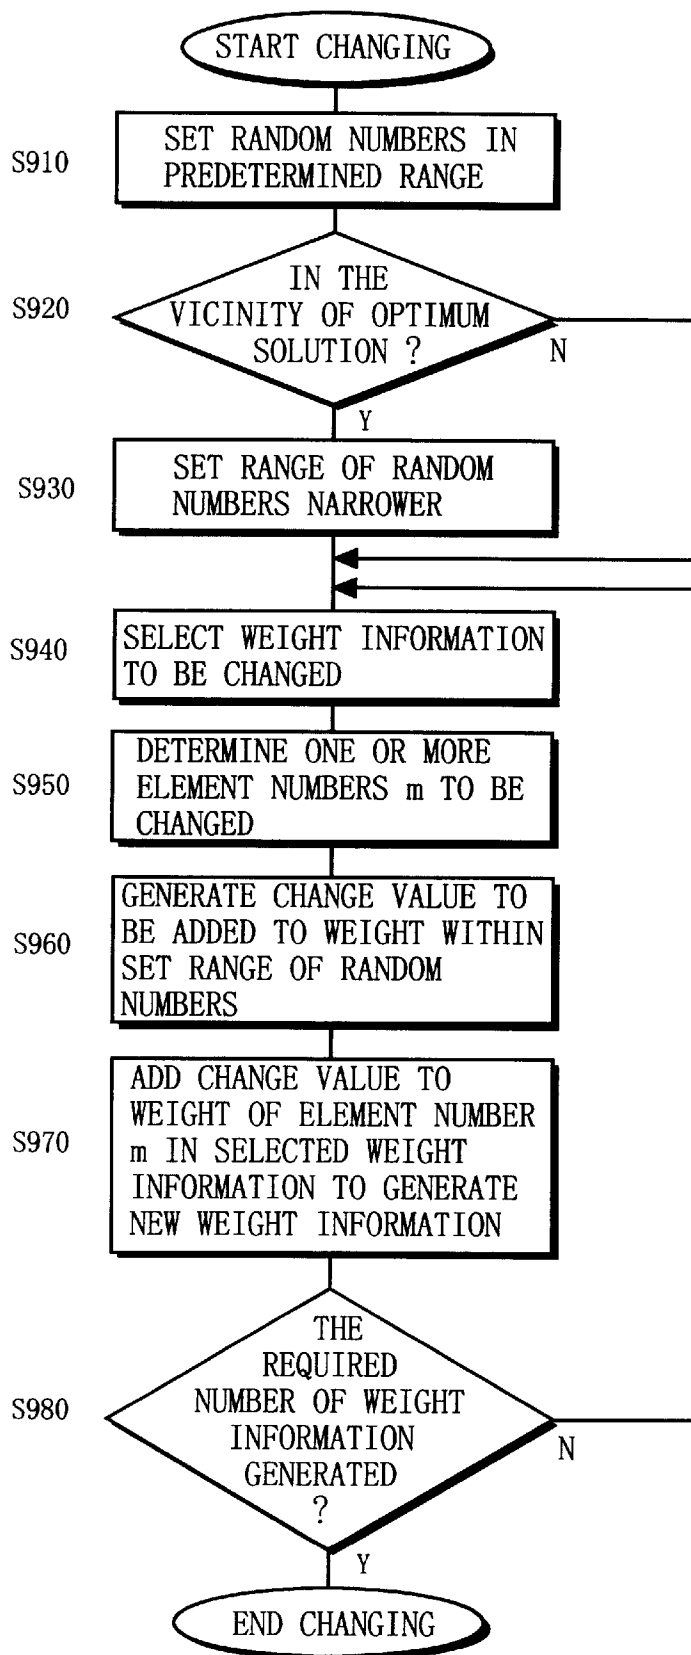 START CHANGING
S910
SET RANDOM NUMBERS IN
PREDETERMINED RANGE
S920
IN THE
VICINITY OF OPTIMUM
SOLUTION ?
N
Y
S930
SET RANGE OF RANDOM
NUMBERS NARROWER
S940
SELECT WEIGHT INFORMATION
TO BE CHANGED
S950
DETERMINE ONE OR MORE
ELEMENT NUMBERS m TO BE
CHANGED
S960
GENERATE CHANGE VALUE TO
BE ADDED TO WEIGHT WITHIN
SET RANGE OF RANDOM
NUMBERS
S970
ADD CHANGE VALUE TO
WEIGHT OF ELEMENT NUMBER
m IN SELECTED WEIGHT
INFORMATION TO GENERATE
NEW WEIGHT INFORMATION
S980
THE
REQUIRED
NUMBER OF WEIGHT
INFORMATION
GENERATED
?
N
Y
END CHANGING